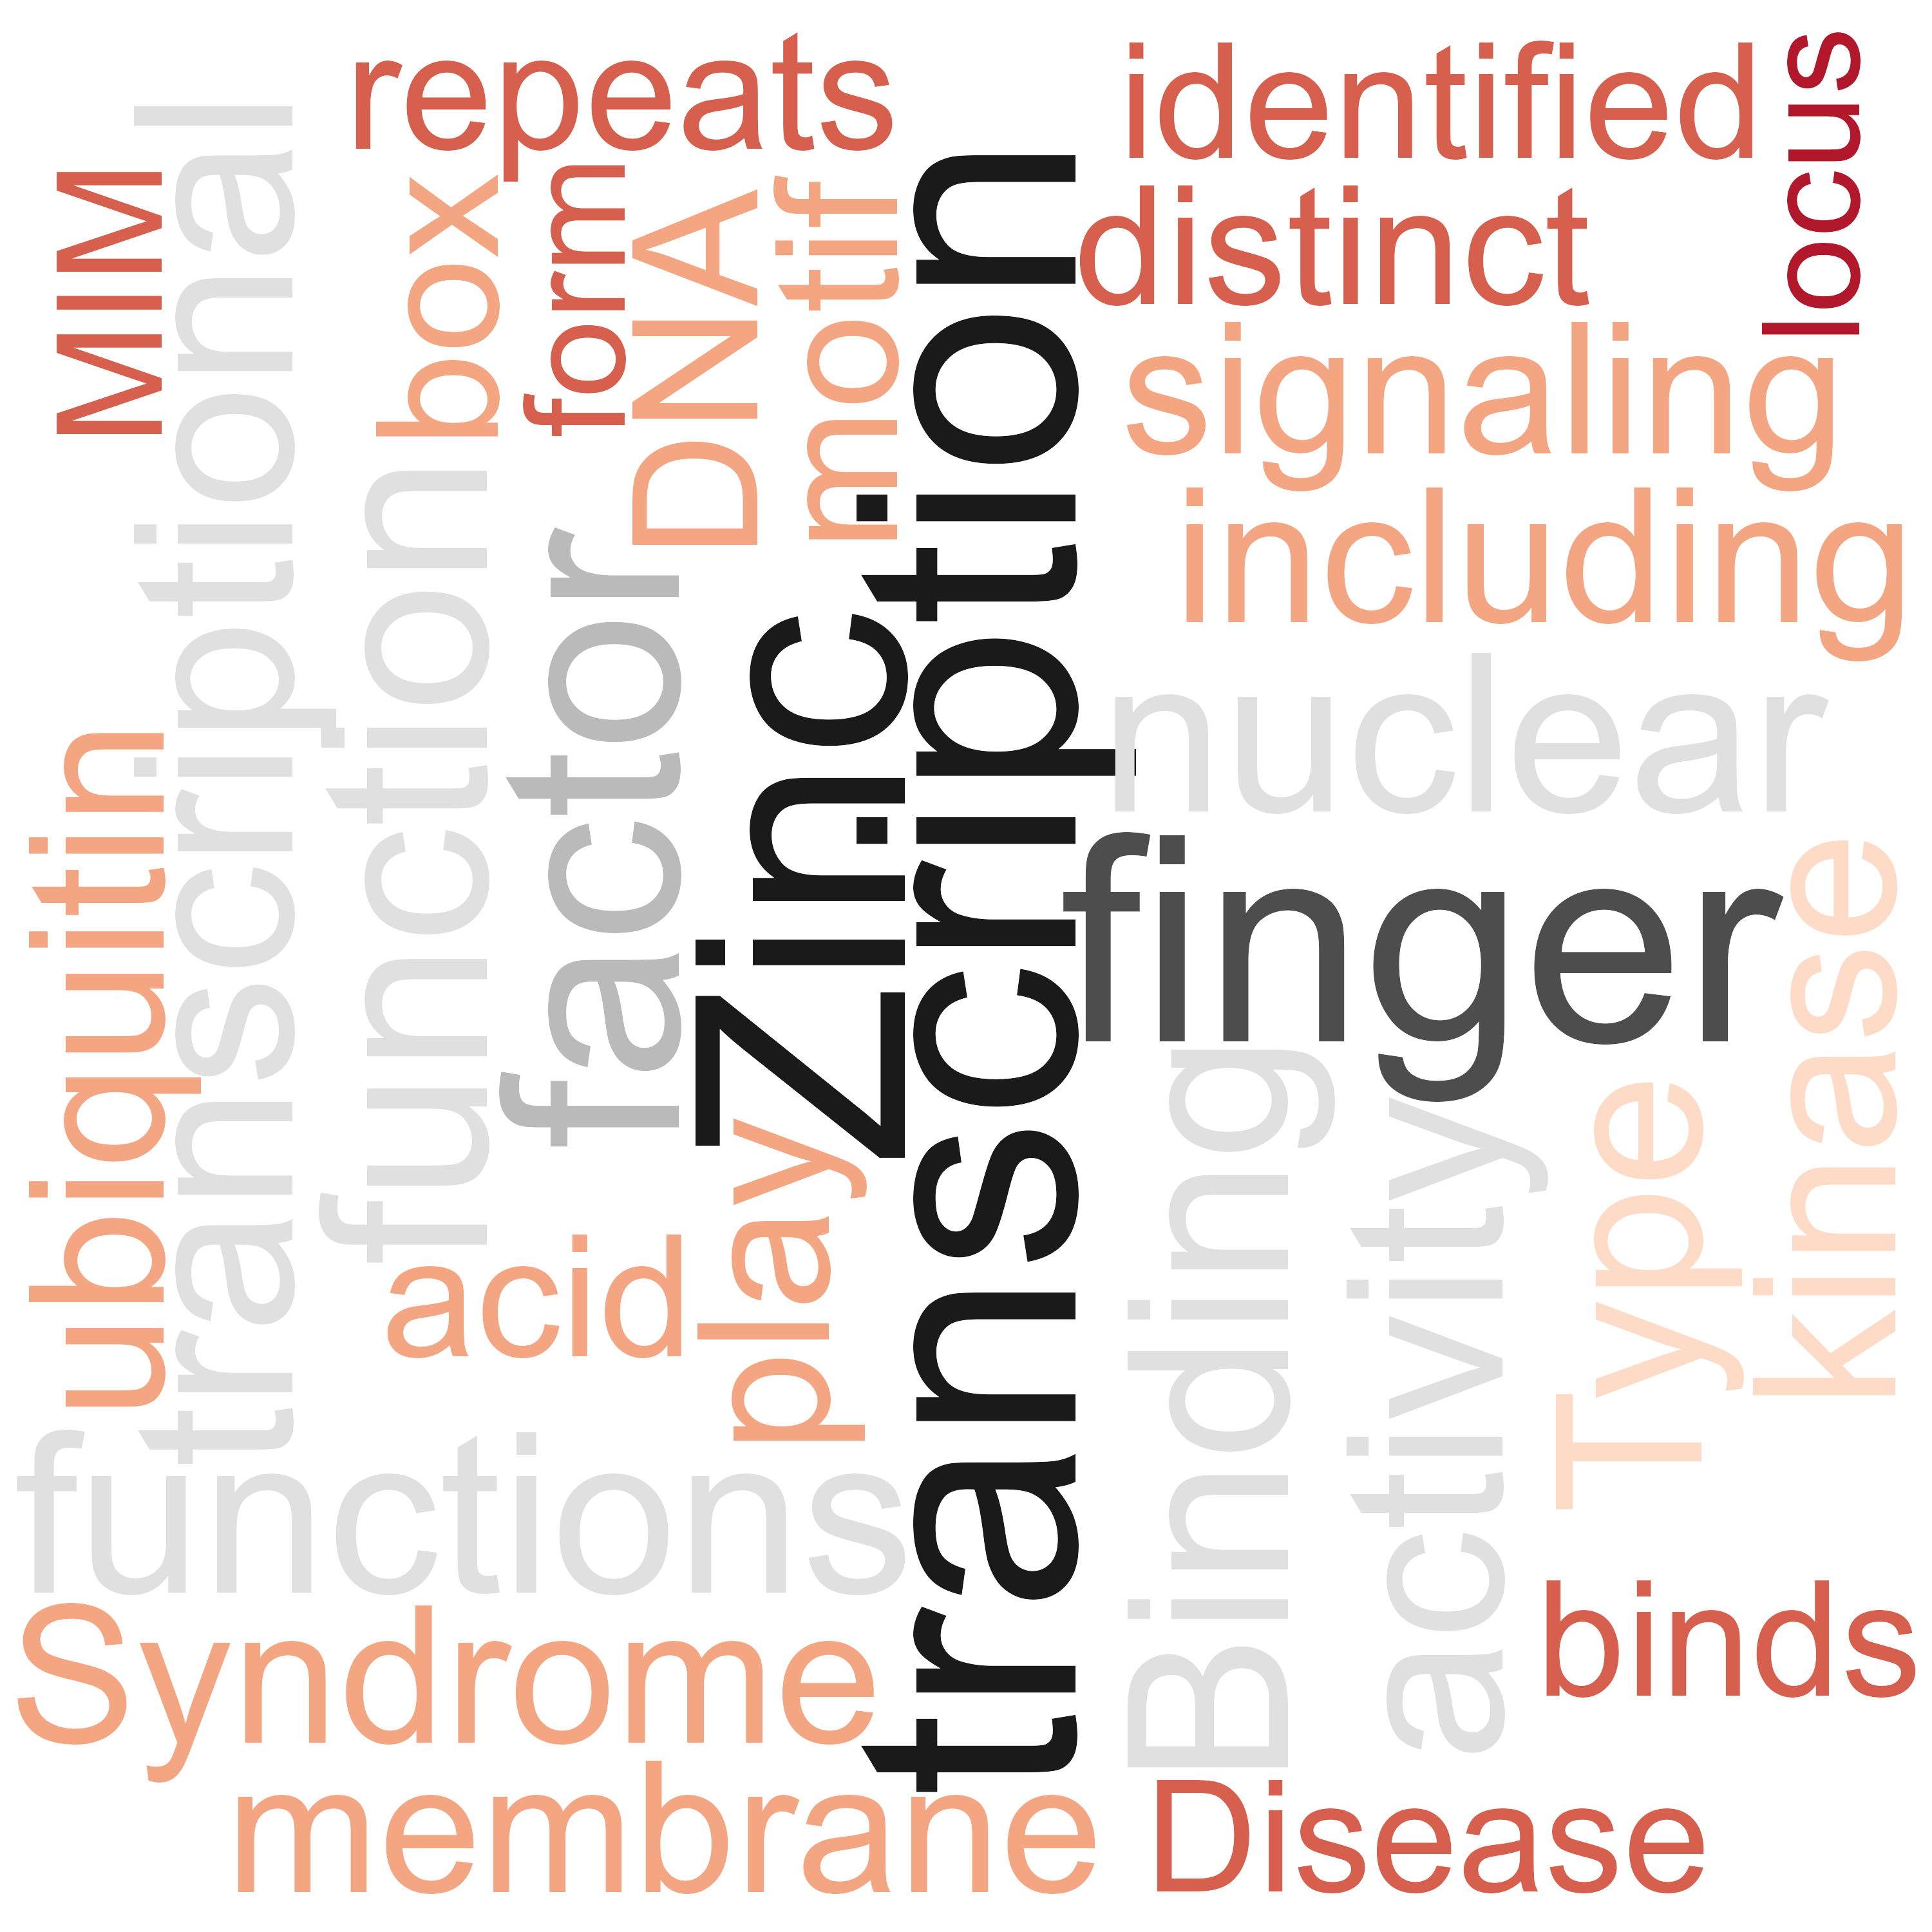 repeats
identified
locus
MIM
transcriptional
box
form
DNA
motif
transcription
distinct
signaling
including
function
factor
Zinc
nuclear
ubiquitin
finger
kinase
Type
Binding
activity
play
acid
functions
Syndrome
binds
membrane
Disease